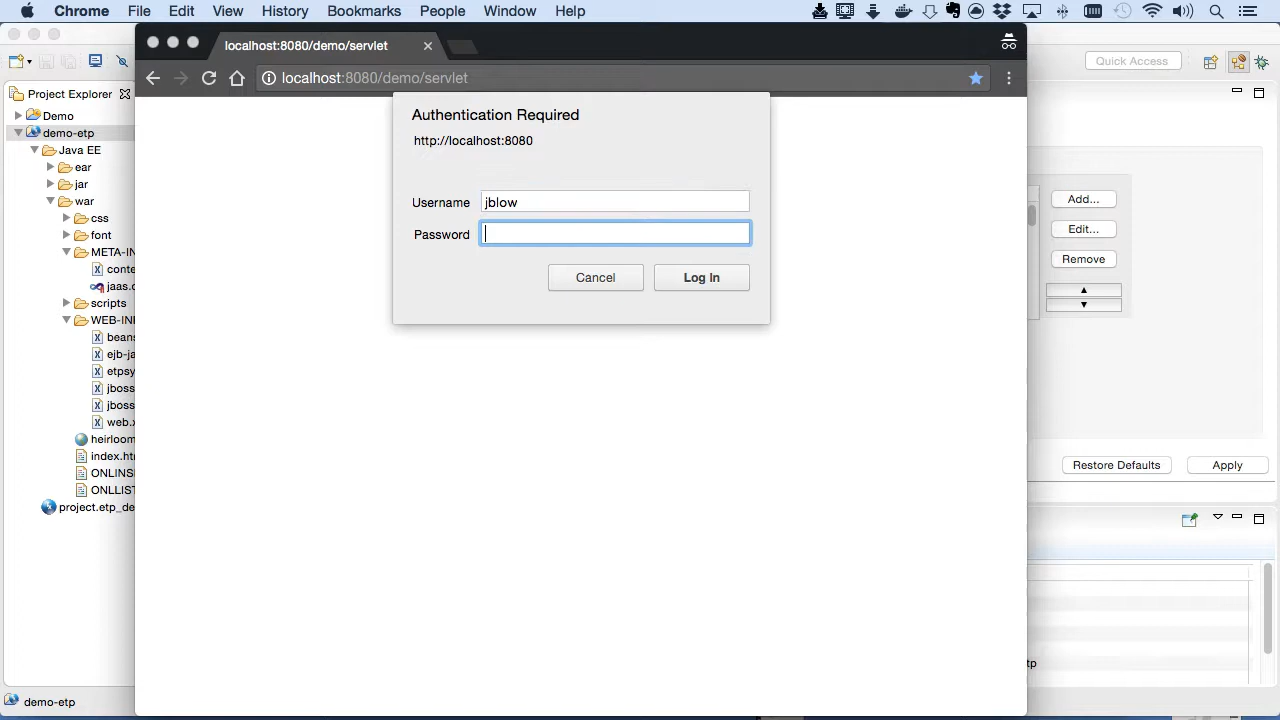 Chrome File Edit View History Bookmarks People Window Help
localhost:8080/demo/servlet
localhost:8080/demo/servlet
Quick Access
Project Explorer
Demo
demo-etp
Java EE
ear
jar
war
css
font
META-IN
conte
jaas.c
scripts
WEB-INF
beans
ejb-ja
etpsy
jboss
jboss
web.x
heirloom
index.htm
ONLINS
ONLLIST
project.etp_de
demo-etp
Authentication Required
http://localhost:8080
Username jblow
Password
Cancel Log In
Add...
Edit...
Remove
Restore Defaults Apply
tp